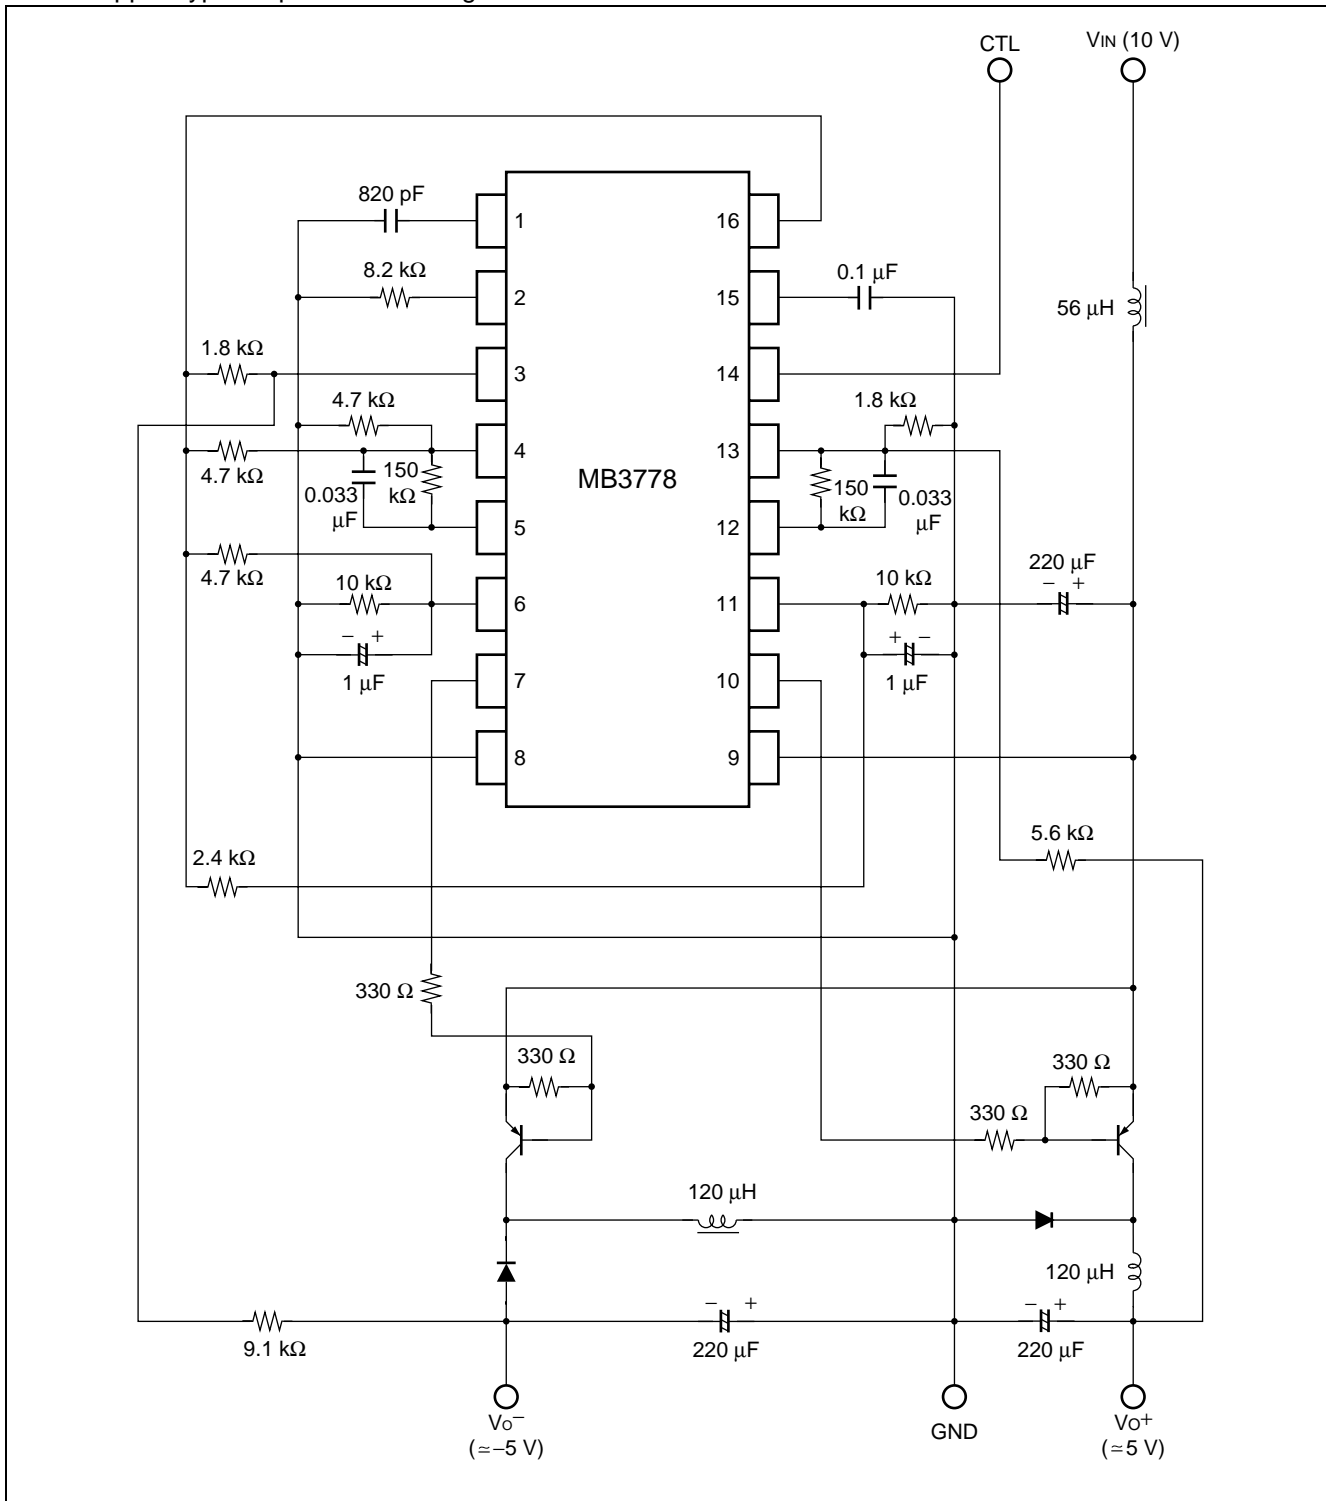 CTL
VIN (10 V)
820 pF
1
16
8.2 kΩ
2
15
0.1 μF
56 μH
1.8 kΩ
3
14
4.7 kΩ
1.8 kΩ
4
13
4.7 kΩ
150 kΩ
0.033 μF
MB3778
150 kΩ
0.033 μF
5
12
4.7 kΩ
10 kΩ
6
11
10 kΩ
220 μF
− +
− +
1 μF
+ −
1 μF
7
10
8
9
5.6 kΩ
2.4 kΩ
330 Ω
330 Ω
330 Ω
330 Ω
120 μH
120 μH
9.1 kΩ
− +
220 μF
− +
220 μF
VO−
(≃−5 V)
GND
VO+
(≃5 V)